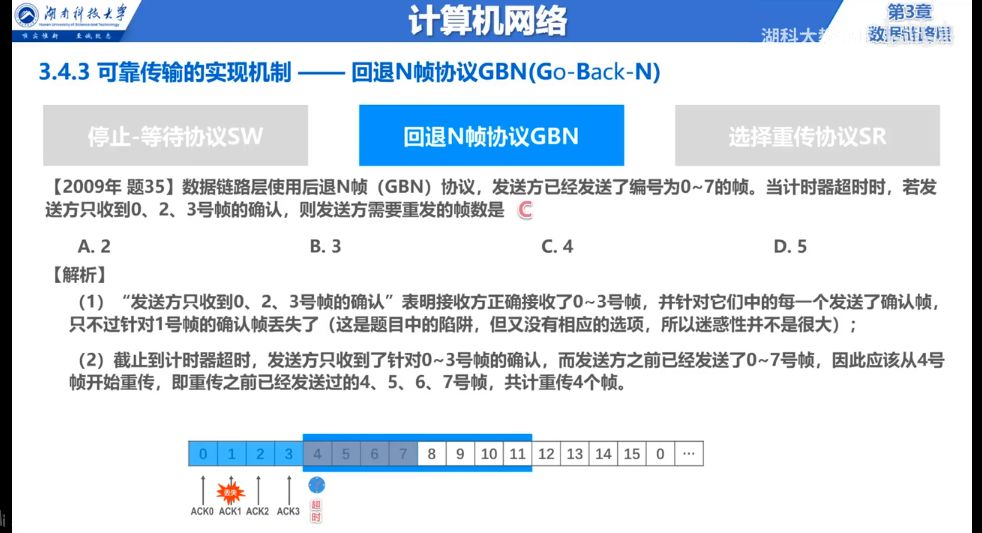 湖南科技大学
Hunan University of Science and Technology
唯实惟新 至诚致志
计算机网络
第3章
数据链路层
3.4.3 可靠传输的实现机制 —— 回退N帧协议GBN(Go-Back-N)
停止-等待协议SW
回退N帧协议GBN
选择重传协议SR
【2009年 题35】数据链路层使用后退N帧（GBN）协议，发送方已经发送了编号为0~7的帧。当计时器超时时，若发
送方只收到0、2、3号帧的确认，则发送方需要重发的帧数是 C
A. 2 B. 3 C. 4 D. 5
【解析】
（1）“发送方只收到0、2、3号帧的确认”表明接收方正确接收了0~3号帧，并针对它们中的每一个发送了确认帧，
只不过针对1号帧的确认帧丢失了（这是题目中的陷阱，但又没有相应的选项，所以迷惑性并不是很大）；
（2）截止到计时器超时，发送方只收到了针对0~3号帧的确认，而发送方之前已经发送了0~7号帧，因此应该从4号
帧开始重传，即重传之前已经发送过的4、5、6、7号帧，共计重传4个帧。
0 1 2 3 4 5 6 7 8 9 10 11 12 13 14 15 0 …
丢失
ACK0 ACK1 ACK2 ACK3
超时